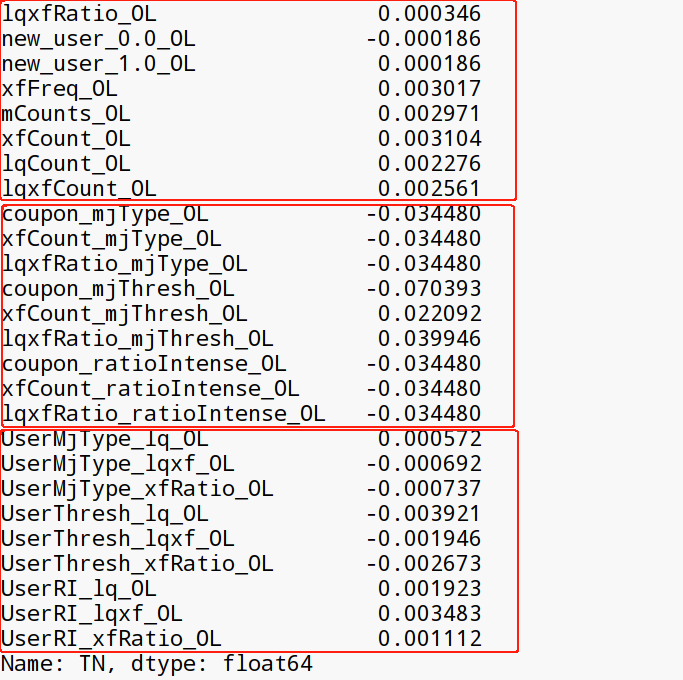 lqxfRatio_OL 0.000346
new_user_0.0_OL -0.000186
new_user_1.0_OL 0.000186
xfFreq_OL 0.003017
mCounts_OL 0.002971
xfCount_OL 0.003104
lqCount_OL 0.002276
lqxfCount_OL 0.002561
coupon_mjType_OL -0.034480
xfCount_mjType_OL -0.034480
lqxfRatio_mjType_OL -0.034480
coupon_mjThresh_OL -0.070393
xfCount_mjThresh_OL 0.022092
lqxfRatio_mjThresh_OL 0.039946
coupon_ratioIntense_OL -0.034480
xfCount_ratioIntense_OL -0.034480
lqxfRatio_ratioIntense_OL -0.034480
UserMjType_lq_OL 0.000572
UserMjType_lqxf_OL -0.000692
UserMjType_xfRatio_OL -0.000737
UserThresh_lq_OL -0.003921
UserThresh_lqxf_OL -0.001946
UserThresh_xfRatio_OL -0.002673
UserRI_lq_OL 0.001923
UserRI_lqxf_OL 0.003483
UserRI_xfRatio_OL 0.001112
Name: TN, dtype: float64